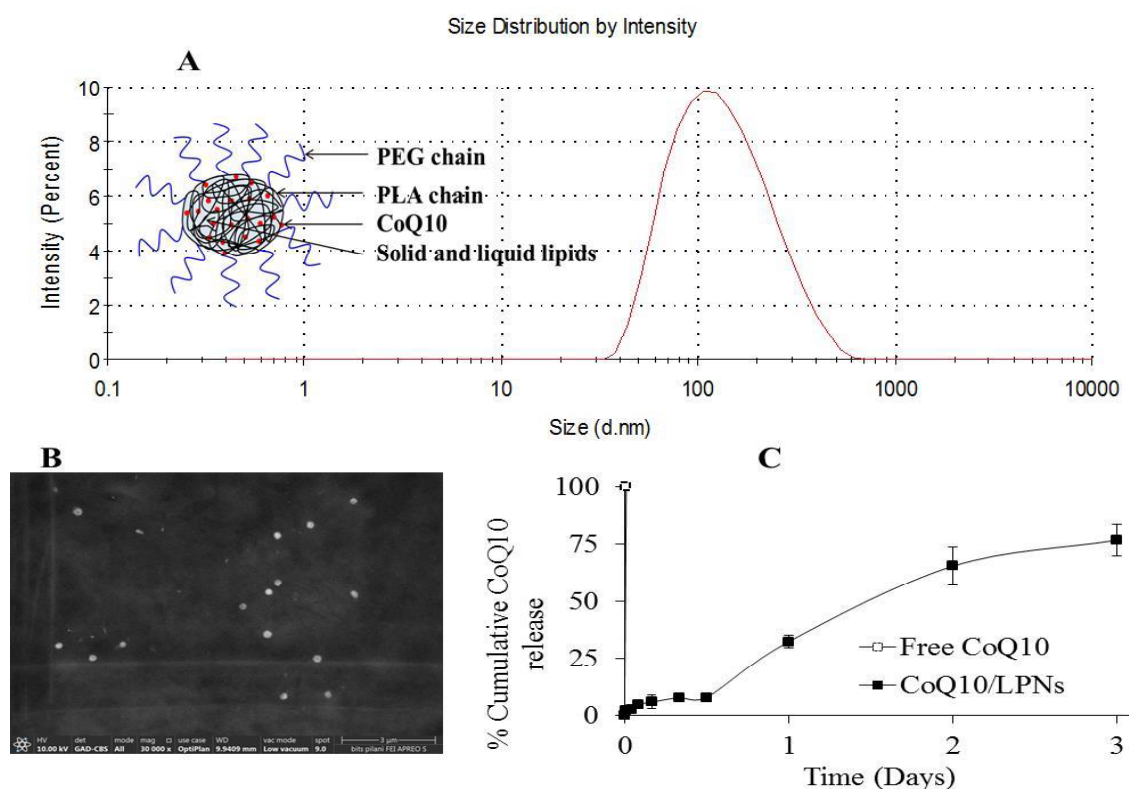 Size Distribution by Intensity
A
Intensity (Percent)
10
8
6
4
2
0
PEG chain
PLA chain
CoQ10
Solid and liquid lipids
0.1 1 10 100 1000 10000
Size (d.nm)
B
HV det mode mag □ use case WD vac mode spot 3 µm
10.00 kV GAD-CBS All 30 000 x OptiPlan 9.9409 mm Low vacuum 9.0 bits pilani FEI APREO S
C
% Cumulative CoQ10
release
100
75
50
25
0
Free CoQ10
CoQ10/LPNs
0 1 2 3
Time (Days)